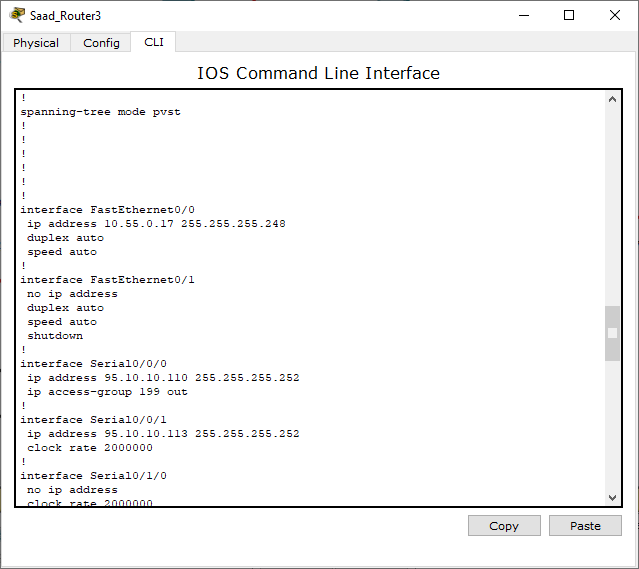 Saad_Router3
Physical Config CLI
IOS Command Line Interface
!
spanning-tree mode pvst
!
!
!
!
!
!
interface FastEthernet0/0
 ip address 10.55.0.17 255.255.255.248
 duplex auto
 speed auto
!
interface FastEthernet0/1
 no ip address
 duplex auto
 speed auto
 shutdown
!
interface Serial0/0/0
 ip address 95.10.10.110 255.255.255.252
 ip access-group 199 out
!
interface Serial0/0/1
 ip address 95.10.10.113 255.255.255.252
 clock rate 2000000
!
interface Serial0/1/0
 no ip address
 clock rate 2000000
Copy Paste